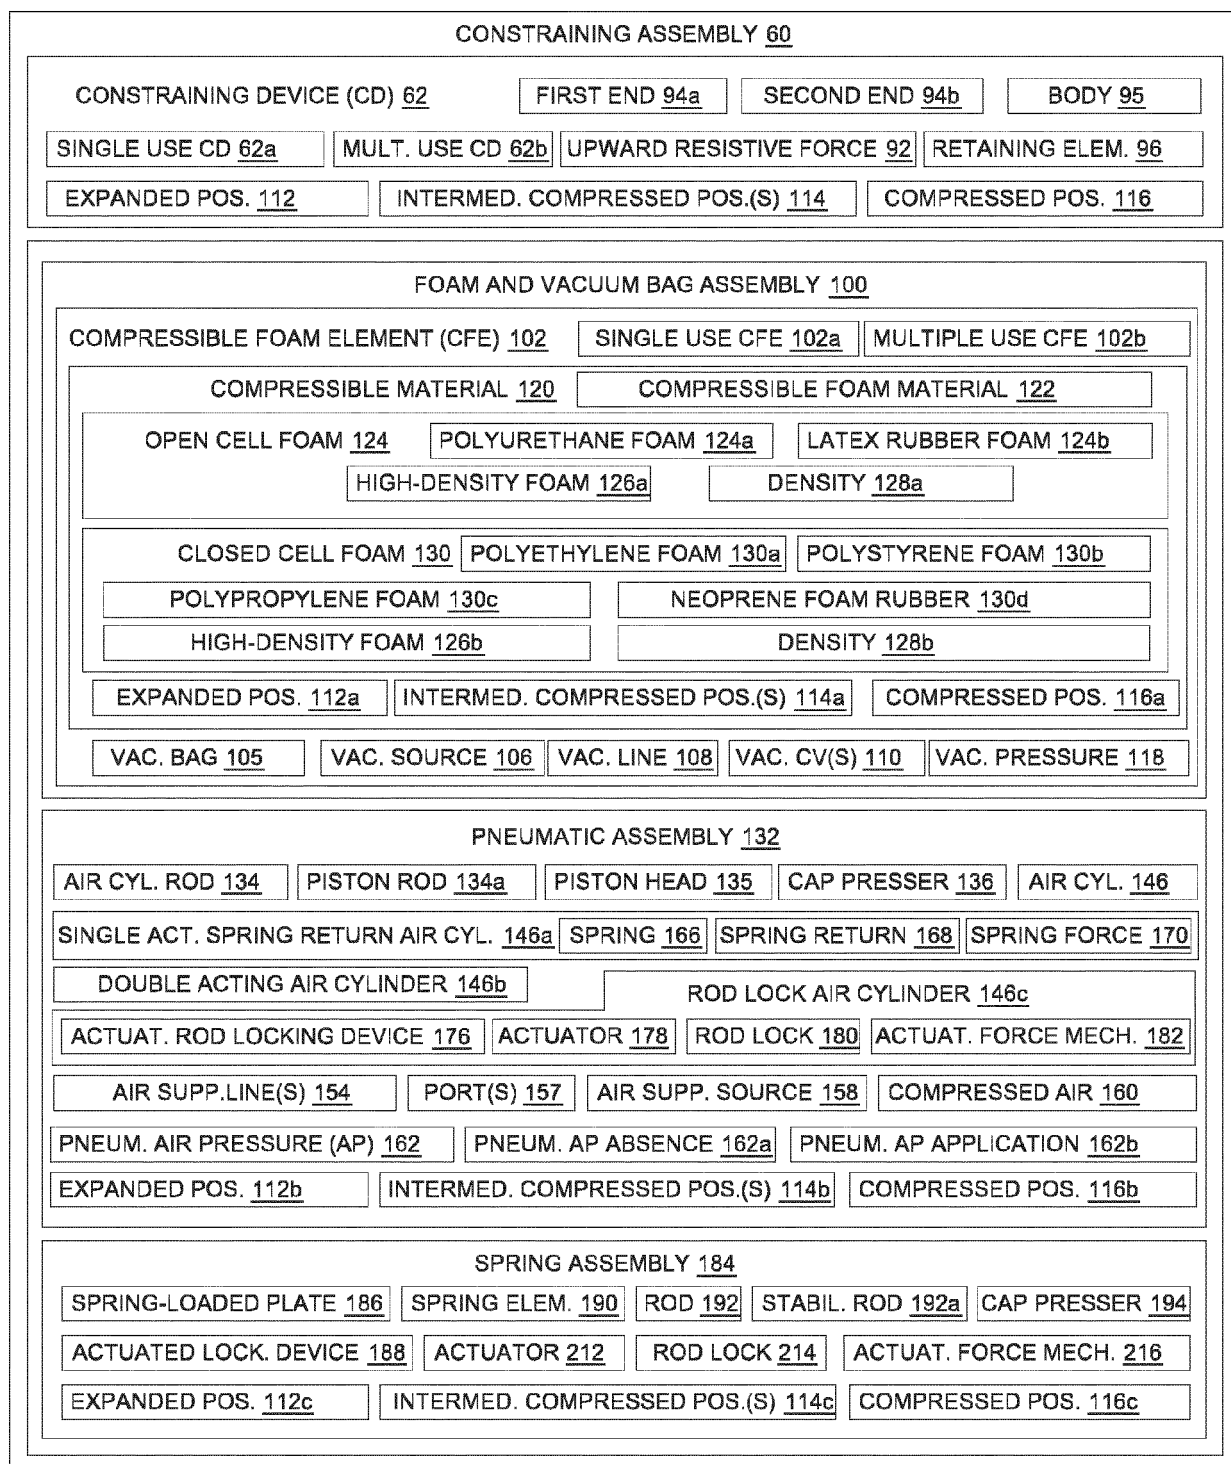 CONSTRAINING ASSEMBLY 60
CONSTRAINING DEVICE (CD) 62 FIRST END 94a SECOND END 94b BODY 95
SINGLE USE CD 62a MULT. USE CD 62b UPWARD RESISTIVE FORCE 92 RETAINING ELEM. 96
EXPANDED POS. 112 INTERMED. COMPRESSED POS.(S) 114 COMPRESSED POS. 116
FOAM AND VACUUM BAG ASSEMBLY 100
COMPRESSIBLE FOAM ELEMENT (CFE) 102 SINGLE USE CFE 102a MULTIPLE USE CFE 102b
COMPRESSIBLE MATERIAL 120 COMPRESSIBLE FOAM MATERIAL 122
OPEN CELL FOAM 124 POLYURETHANE FOAM 124a LATEX RUBBER FOAM 124b
HIGH-DENSITY FOAM 126a DENSITY 128a
CLOSED CELL FOAM 130 POLYETHYLENE FOAM 130a POLYSTYRENE FOAM 130b
POLYPROPYLENE FOAM 130c NEOPRENE FOAM RUBBER 130d
HIGH-DENSITY FOAM 126b DENSITY 128b
EXPANDED POS. 112a INTERMED. COMPRESSED POS.(S) 114a COMPRESSED POS. 116a
VAC. BAG 105 VAC. SOURCE 106 VAC. LINE 108 VAC. CV(S) 110 VAC. PRESSURE 118
PNEUMATIC ASSEMBLY 132
AIR CYL. ROD 134 PISTON ROD 134a PISTON HEAD 135 CAP PRESSER 136 AIR CYL. 146
SINGLE ACT. SPRING RETURN AIR CYL. 146a SPRING 166 SPRING RETURN 168 SPRING FORCE 170
DOUBLE ACTING AIR CYLINDER 146b ROD LOCK AIR CYLINDER 146c
ACTUAT. ROD LOCKING DEVICE 176 ACTUATOR 178 ROD LOCK 180 ACTUAT. FORCE MECH. 182
AIR SUPP.LINE(S) 154 PORT(S) 157 AIR SUPP. SOURCE 158 COMPRESSED AIR 160
PNEUM. AIR PRESSURE (AP) 162 PNEUM. AP ABSENCE 162a PNEUM. AP APPLICATION 162b
EXPANDED POS. 112b INTERMED. COMPRESSED POS.(S) 114b COMPRESSED POS. 116b
SPRING ASSEMBLY 184
SPRING-LOADED PLATE 186 SPRING ELEM. 190 ROD 192 STABIL. ROD 192a CAP PRESSER 194
ACTUATED LOCK. DEVICE 188 ACTUATOR 212 ROD LOCK 214 ACTUAT. FORCE MECH. 216
EXPANDED POS. 112c INTERMED. COMPRESSED POS.(S) 114c COMPRESSED POS. 116c